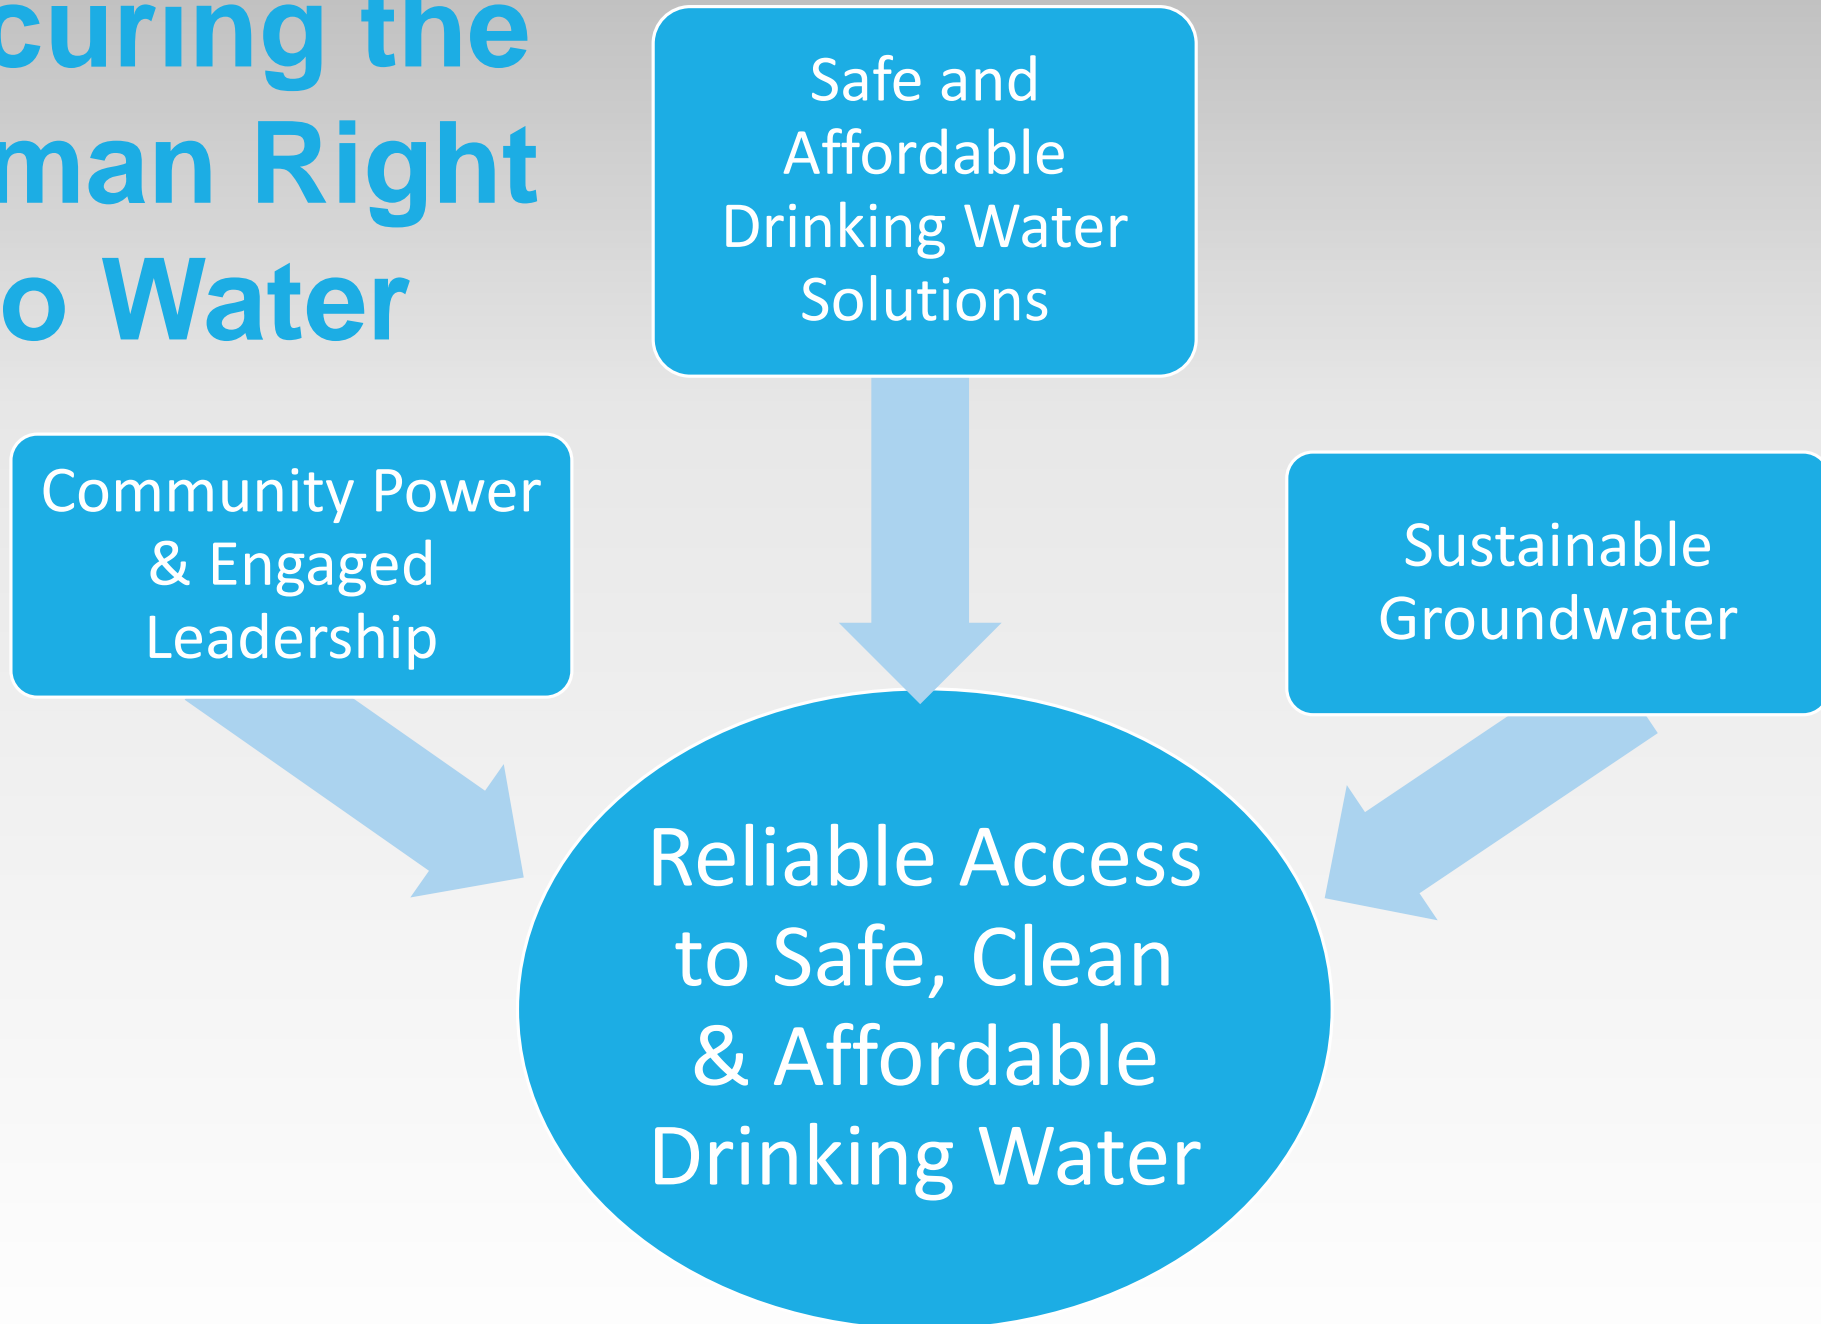 curing the
man Right
o Water
Safe and
Affordable
Drinking Water
Solutions
Community Power
& Engaged
Leadership
Sustainable
Groundwater
Reliable Access
to Safe, Clean
& Affordable
Drinking Water